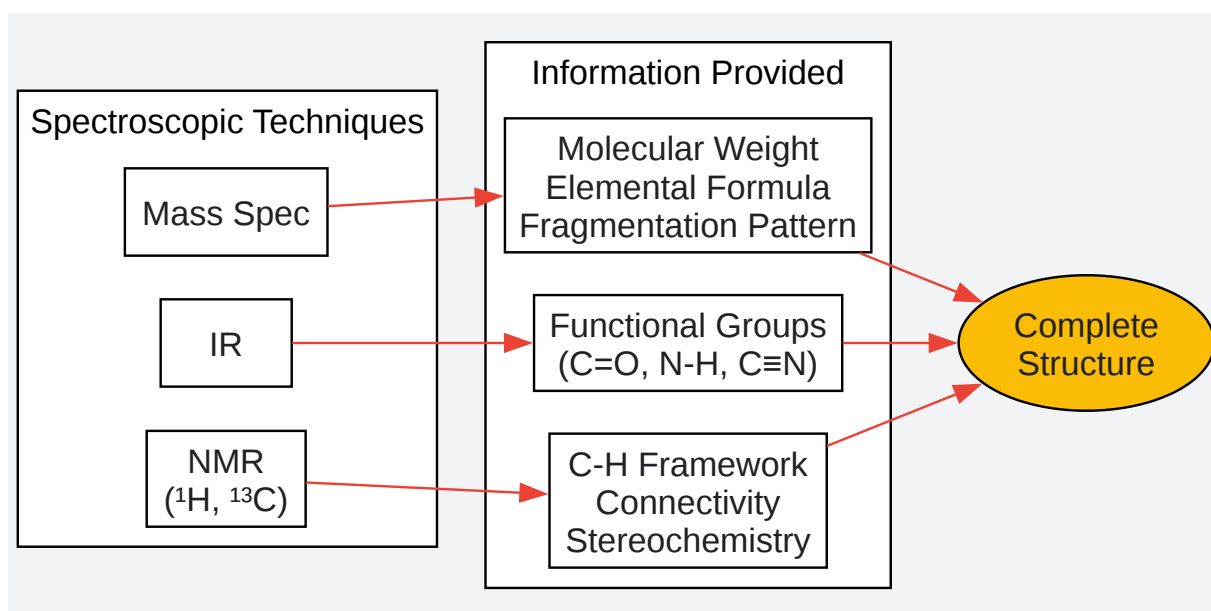 Spectroscopic Techniques
Mass Spec
IR
NMR
(¹H, ¹³C)
Information Provided
Molecular Weight
Elemental Formula
Fragmentation Pattern
Functional Groups
(C=O, N-H, C≡N)
C-H Framework
Connectivity
Stereochemistry
Complete
Structure